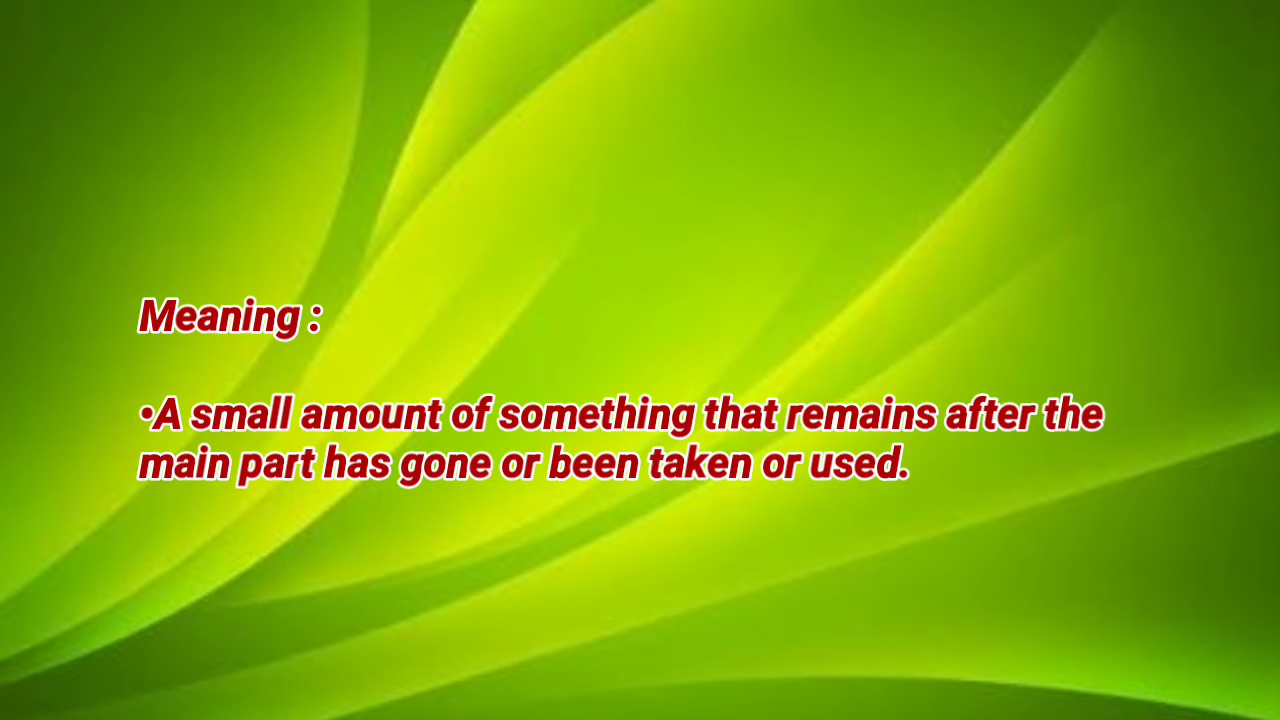 Meaning :
•A small amount of something that remains after the
main part has gone or been taken or used.